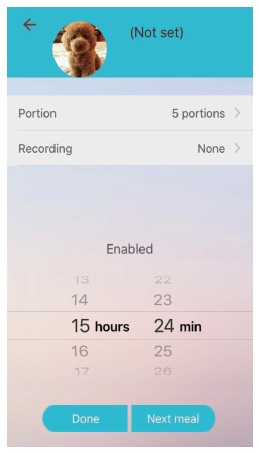 (Not set)
Portion 5 portions >
Recording None >
Enabled
13 22
14 23
15 hours 24 min
16 25
17 26
Done Next meal